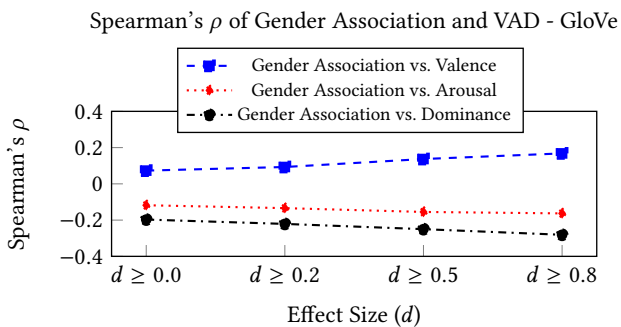 Spearman's ρ of Gender Association and VAD - GloVe
Gender Association vs. Valence
Gender Association vs. Arousal
Gender Association vs. Dominance
Spearman's ρ
0.4
0.2
0
−0.2
−0.4
d ≥ 0.0 d ≥ 0.2 d ≥ 0.5 d ≥ 0.8
Effect Size (d)